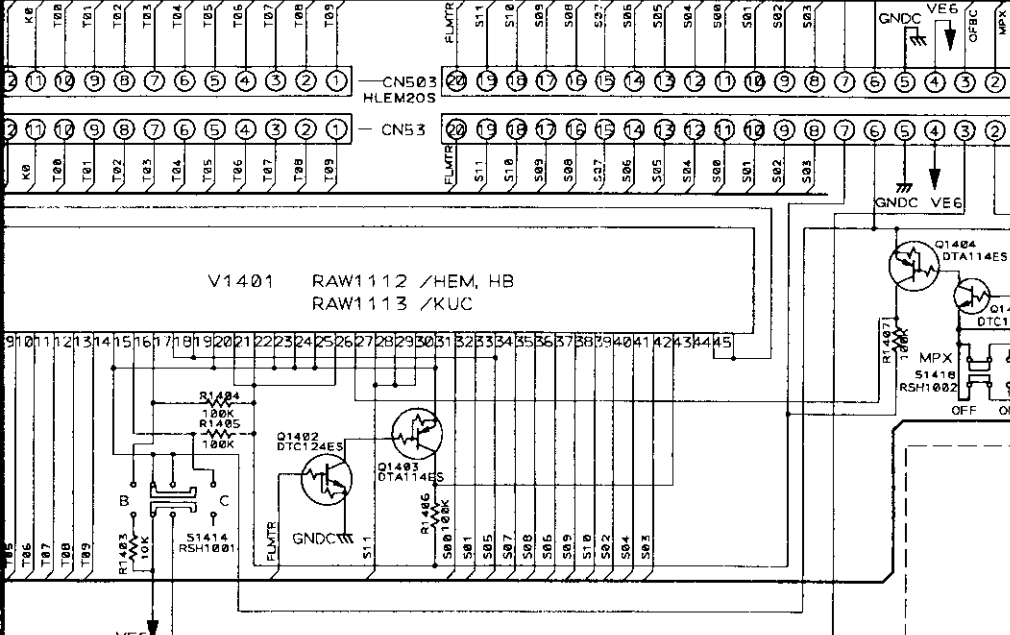 K0 T00 T01 T02 T03 T04 T05 T06 T07 T08 T09 FLMTR S11 S10 S09 S08 S07 S06 S05 S04 S00 S01 S02 S03 GNDC VE6 OFBC MPX
11 10 9 8 7 6 5 4 3 2 1 CN503 20 19 18 17 16 15 14 13 12 11 10 9 8 7 6 5 4 3 2
HLEM20S
11 10 9 8 7 6 5 4 3 2 1 CN53 20 19 18 17 16 15 14 13 12 11 10 9 8 7 6 5 4 3 2
K0 T00 T01 T02 T03 T04 T05 T06 T07 T08 T09 FLMTR S11 S10 S09 S08 S07 S06 S05 S04 S00 S01 S02 S03
GNDC VE6
Q1404
DTA114ES
V1401 RAW1112 /HEM, HB
RAW1113 /KUC
9 10 11 12 13 14 15 16 17 18 19 20 21 22 23 24 25 26 27 28 29 30 31 32 33 34 35 36 37 38 39 40 41 42 43 44 45
R1407
100K
MPX
S1418
RSH1002
OFF
R1404
100K
R1405
100K
Q1402
DTC124ES
Q1403
DTA114ES
R1406
100K
B C
S1414
RSH1001
R1403
10K
GNDC
T05 T06 T07 T08 T09 FLMTR S11 S00 S01 S05 S07 S08 S06 S09 S10 S02 S04 S03